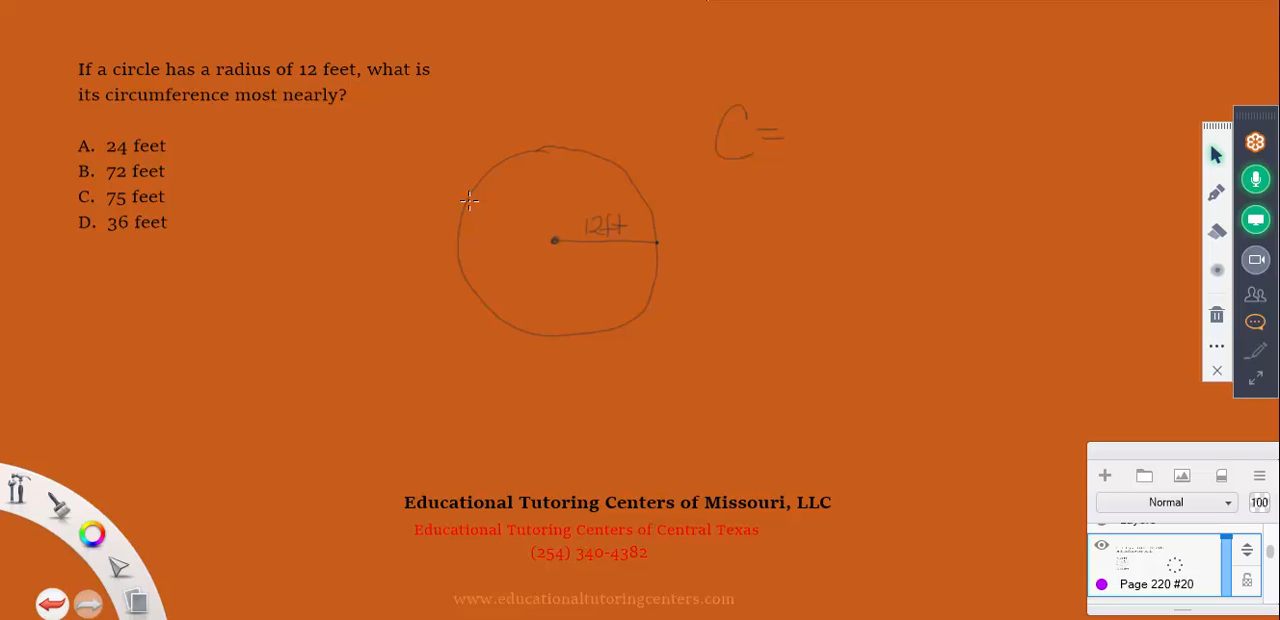 If a circle has a radius of 12 feet, what is
its circumference most nearly?
A. 24 feet
B. 72 feet
C. 75 feet
D. 36 feet
C =
12ft
Educational Tutoring Centers of Missouri, LLC
Educational Tutoring Centers of Central Texas
(254) 340-4382
www.educationaltutoringcenters.com
Normal
100
Page 220 #20